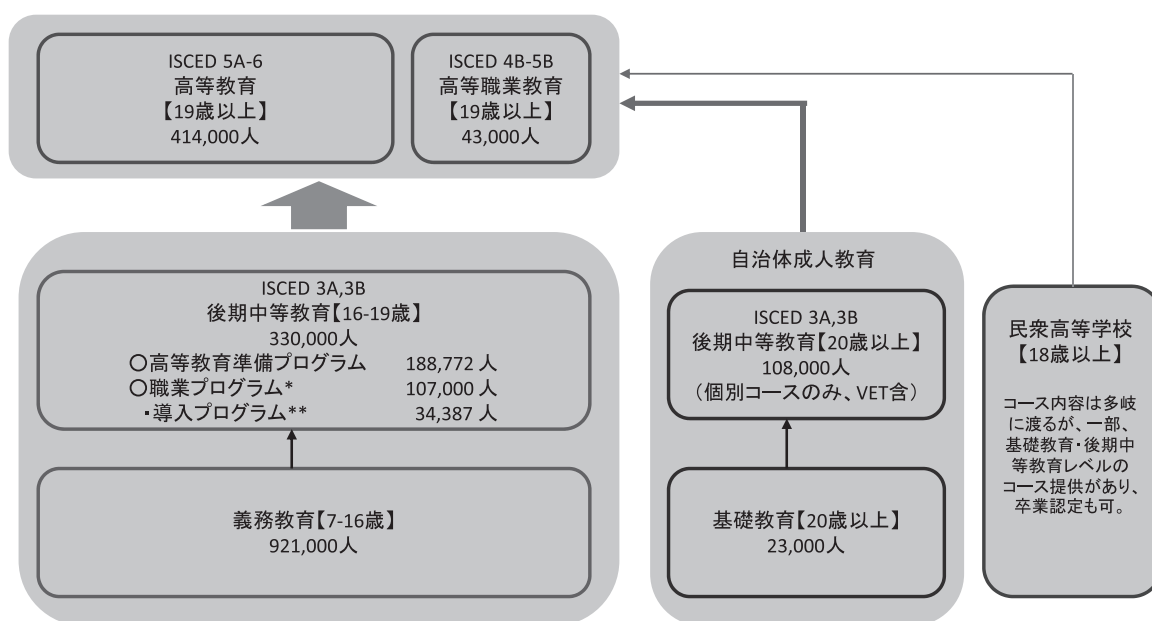 ISCED 5A-6
高等教育
【19歳以上】
414,000人
ISCED 4B-5B
高等職業教育
【19歳以上】
43,000人
ISCED 3A,3B
後期中等教育【16-19歳】
330,000人
○高等教育準備プログラム 188,772 人
○職業プログラム* 107,000 人
・導入プログラム** 34,387 人
義務教育【7-16歳】
921,000人
自治体成人教育
ISCED 3A,3B
後期中等教育【20歳以上】
108,000人
(個別コースのみ、VET含)
基礎教育【20歳以上】
23,000人
民衆高等学校
【18歳以上】
コース内容は多岐
に渡るが、一部、
基礎教育・後期中
等教育レベルの
コース提供があり、
卒業認定も可。